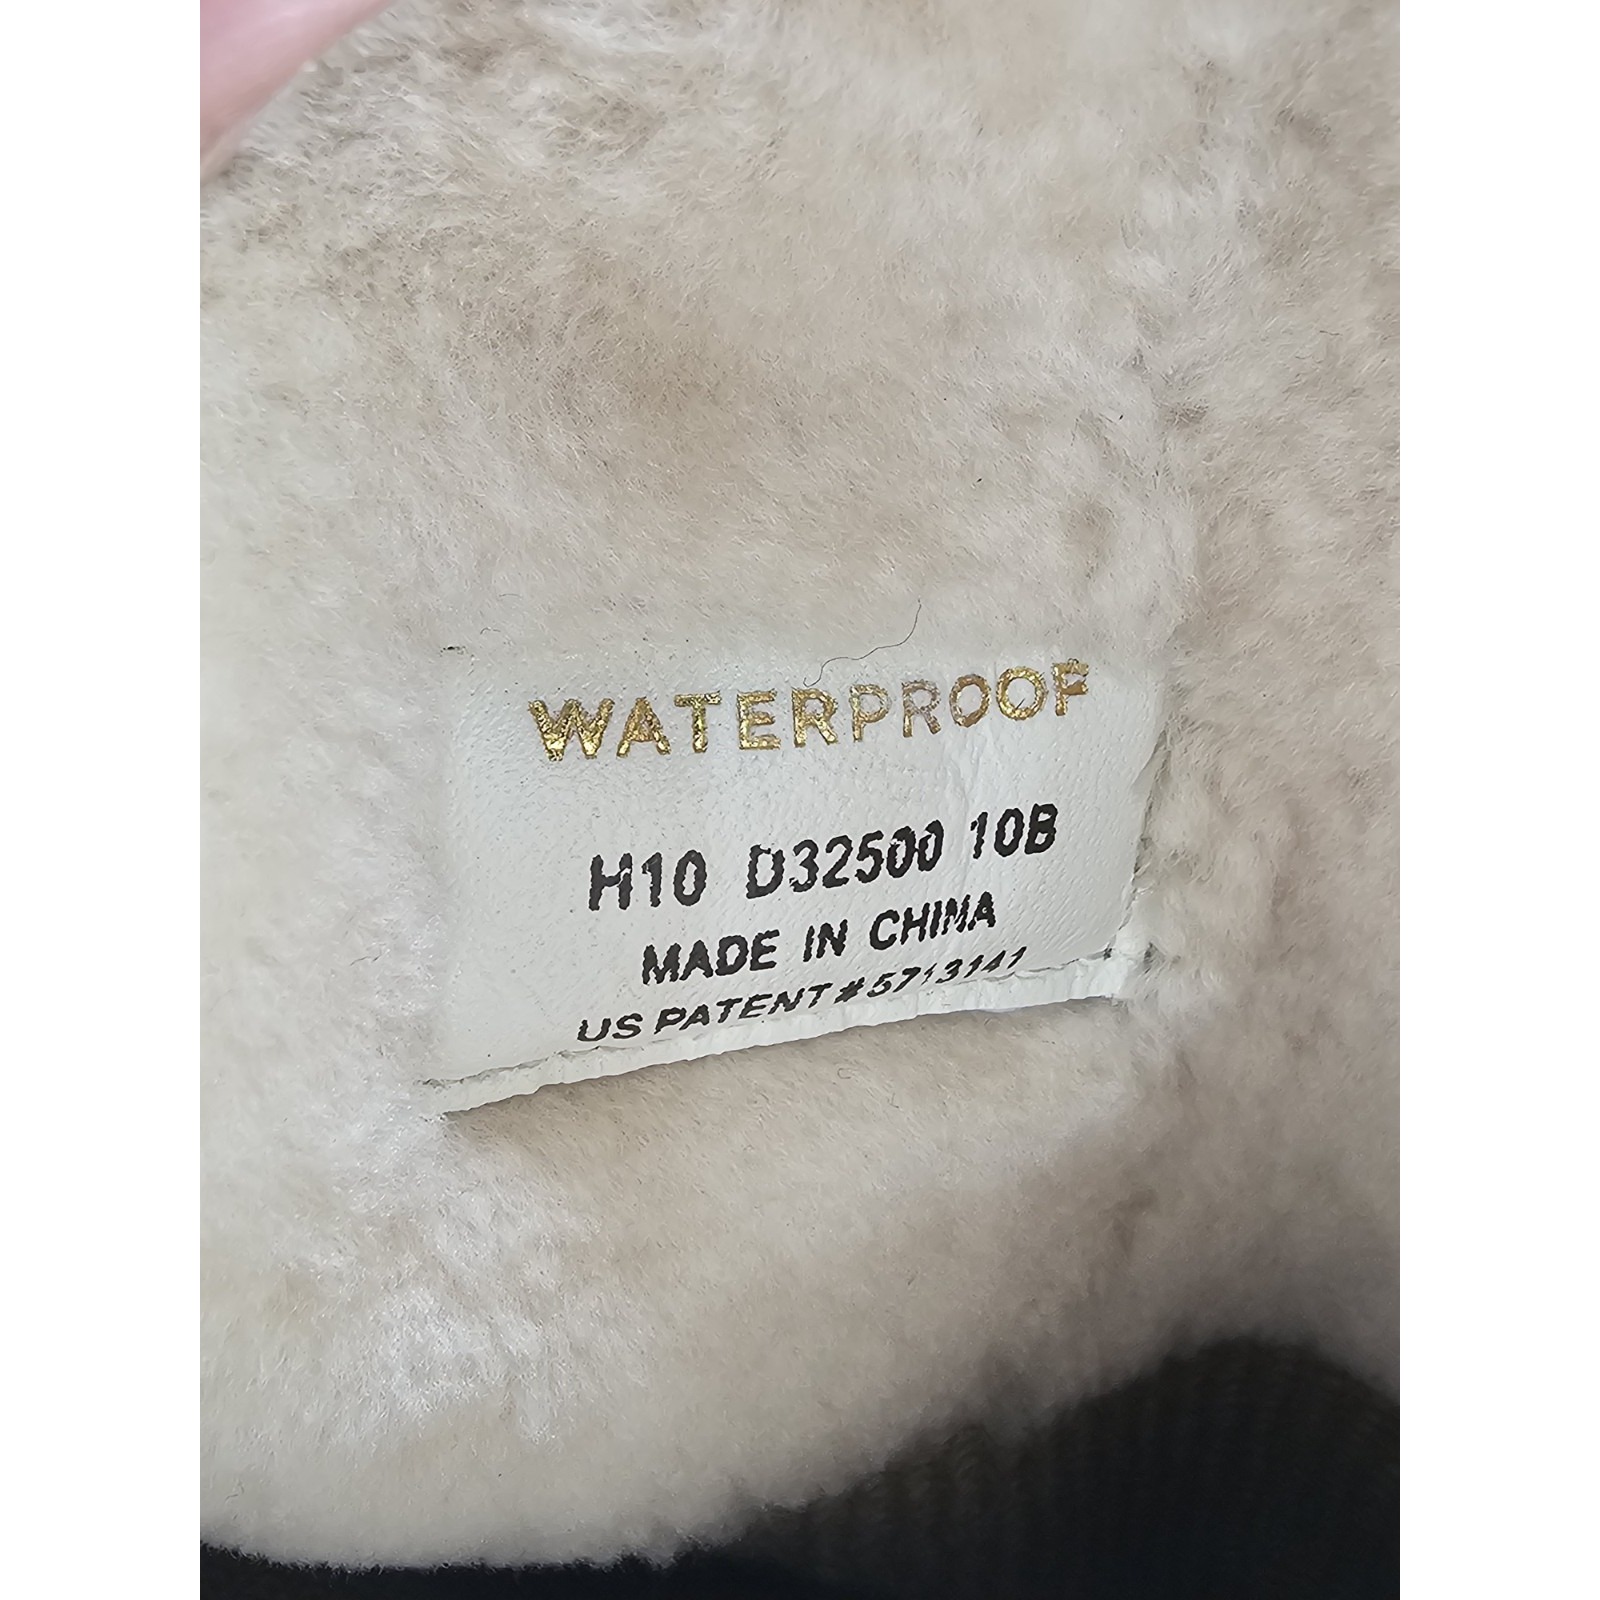 WATERPROOF
H10 D32500 10B
MADE IN CHINA
US PATENT # 5713141